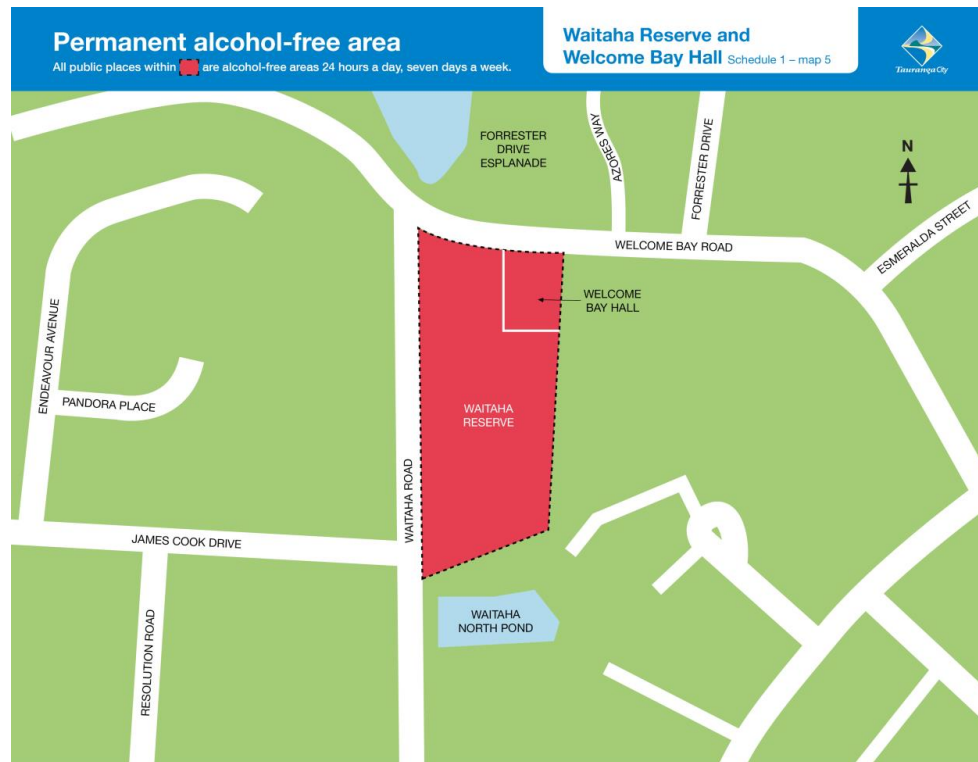 Permanent alcohol-free area
All public places within are alcohol-free areas 24 hours a day, seven days a week.
Waitaha Reserve and
Welcome Bay Hall Schedule 1 – map 5
Tauranga City
FORRESTER
DRIVE
ESPLANADE
AZORES WAY
FORRESTER DRIVE
N
ESMERALDA STREET
WELCOME BAY ROAD
WELCOME
BAY HALL
ENDEAVOUR AVENUE
PANDORA PLACE
WAITAHA
RESERVE
WAITAHA ROAD
JAMES COOK DRIVE
RESOLUTION ROAD
WAITAHA
NORTH POND